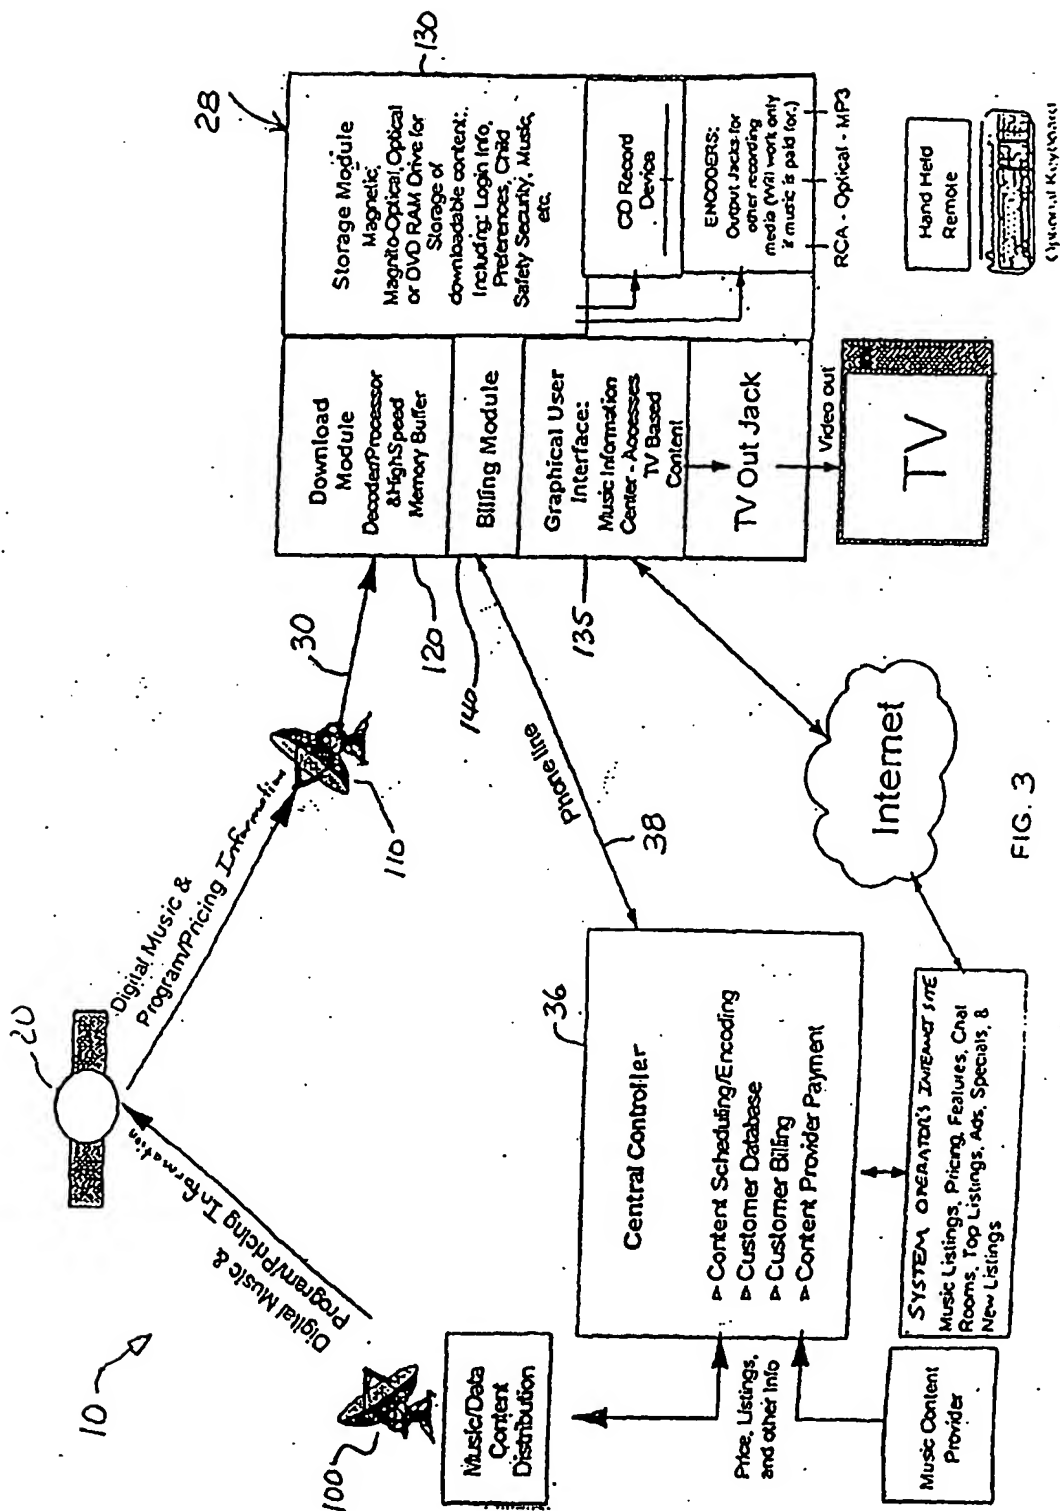 10
20
Digital Music &
Program/Pricing Information
Digital Music &
Program/Pricing Information
100
Music/Data
Content
Distribution
110
30
28
130
Download
Module
Decoder/Processor
&HighSpeed
Memory Buffer
120
Billing Module
140
Graphical User
Interface:
Music Information
Center - Accesses
TV Based
Content
135
TV Out Jack
Video out
TV
Storage Module
Magnetic,
Magnito-Optical, Optical
or DVD RAM Drive for
Storage of
downloadable content:
Including: Login Info,
Preferences, Child
Safety Security, Music,
etc.
CD Record
Device
ENCODERS:
Output Jacks for
other recording
media (Will work only
if music is paid for.)
RCA - Optical - MP3
Hand Held
Remote
Optional Keyboard
Phone line
38
36
Central Controller
▻ Content Scheduling/Encoding
▻ Customer Database
▻ Customer Billing
▻ Content Provider Payment
Price, Listings,
and other Info
Music Content
Provider
SYSTEM OPERATOR'S INTERNET SITE
Music Listings, Pricing, Features, Chat
Rooms, Top Listings, Ads, Specials, &
New Listings
Internet
FIG. 3